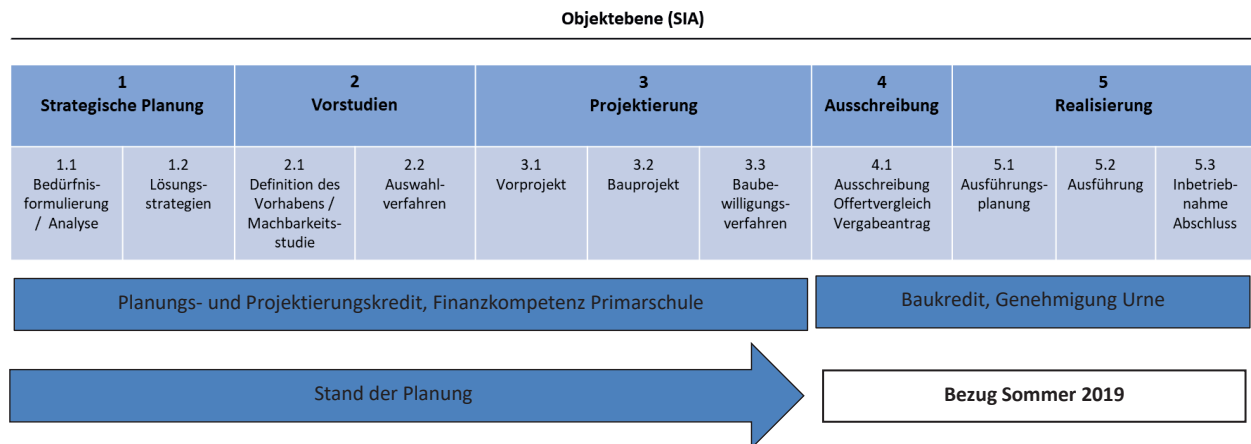 Objektebene (SIA)
1
Strategische Planung
2
Vorstudien
3
Projektierung
4
Ausschreibung
5
Realisierung
1.1
Bedürfnis-
formulierung
/ Analyse
1.2
Lösungs-
strategien
2.1
Definition des
Vorhabens /
Machbarkeits-
studie
2.2
Auswahl-
verfahren
3.1
Vorprojekt
3.2
Bauprojekt
3.3
Baube-
willigungs-
verfahren
4.1
Ausschreibung
Offertvergleich
Vergabeantrag
5.1
Ausführungs-
planung
5.2
Ausführung
5.3
Inbetrieb-
nahme
Abschluss
Planungs- und Projektierungskredit, Finanzkompetenz Primarschule
Baukredit, Genehmigung Urne
Stand der Planung
Bezug Sommer 2019